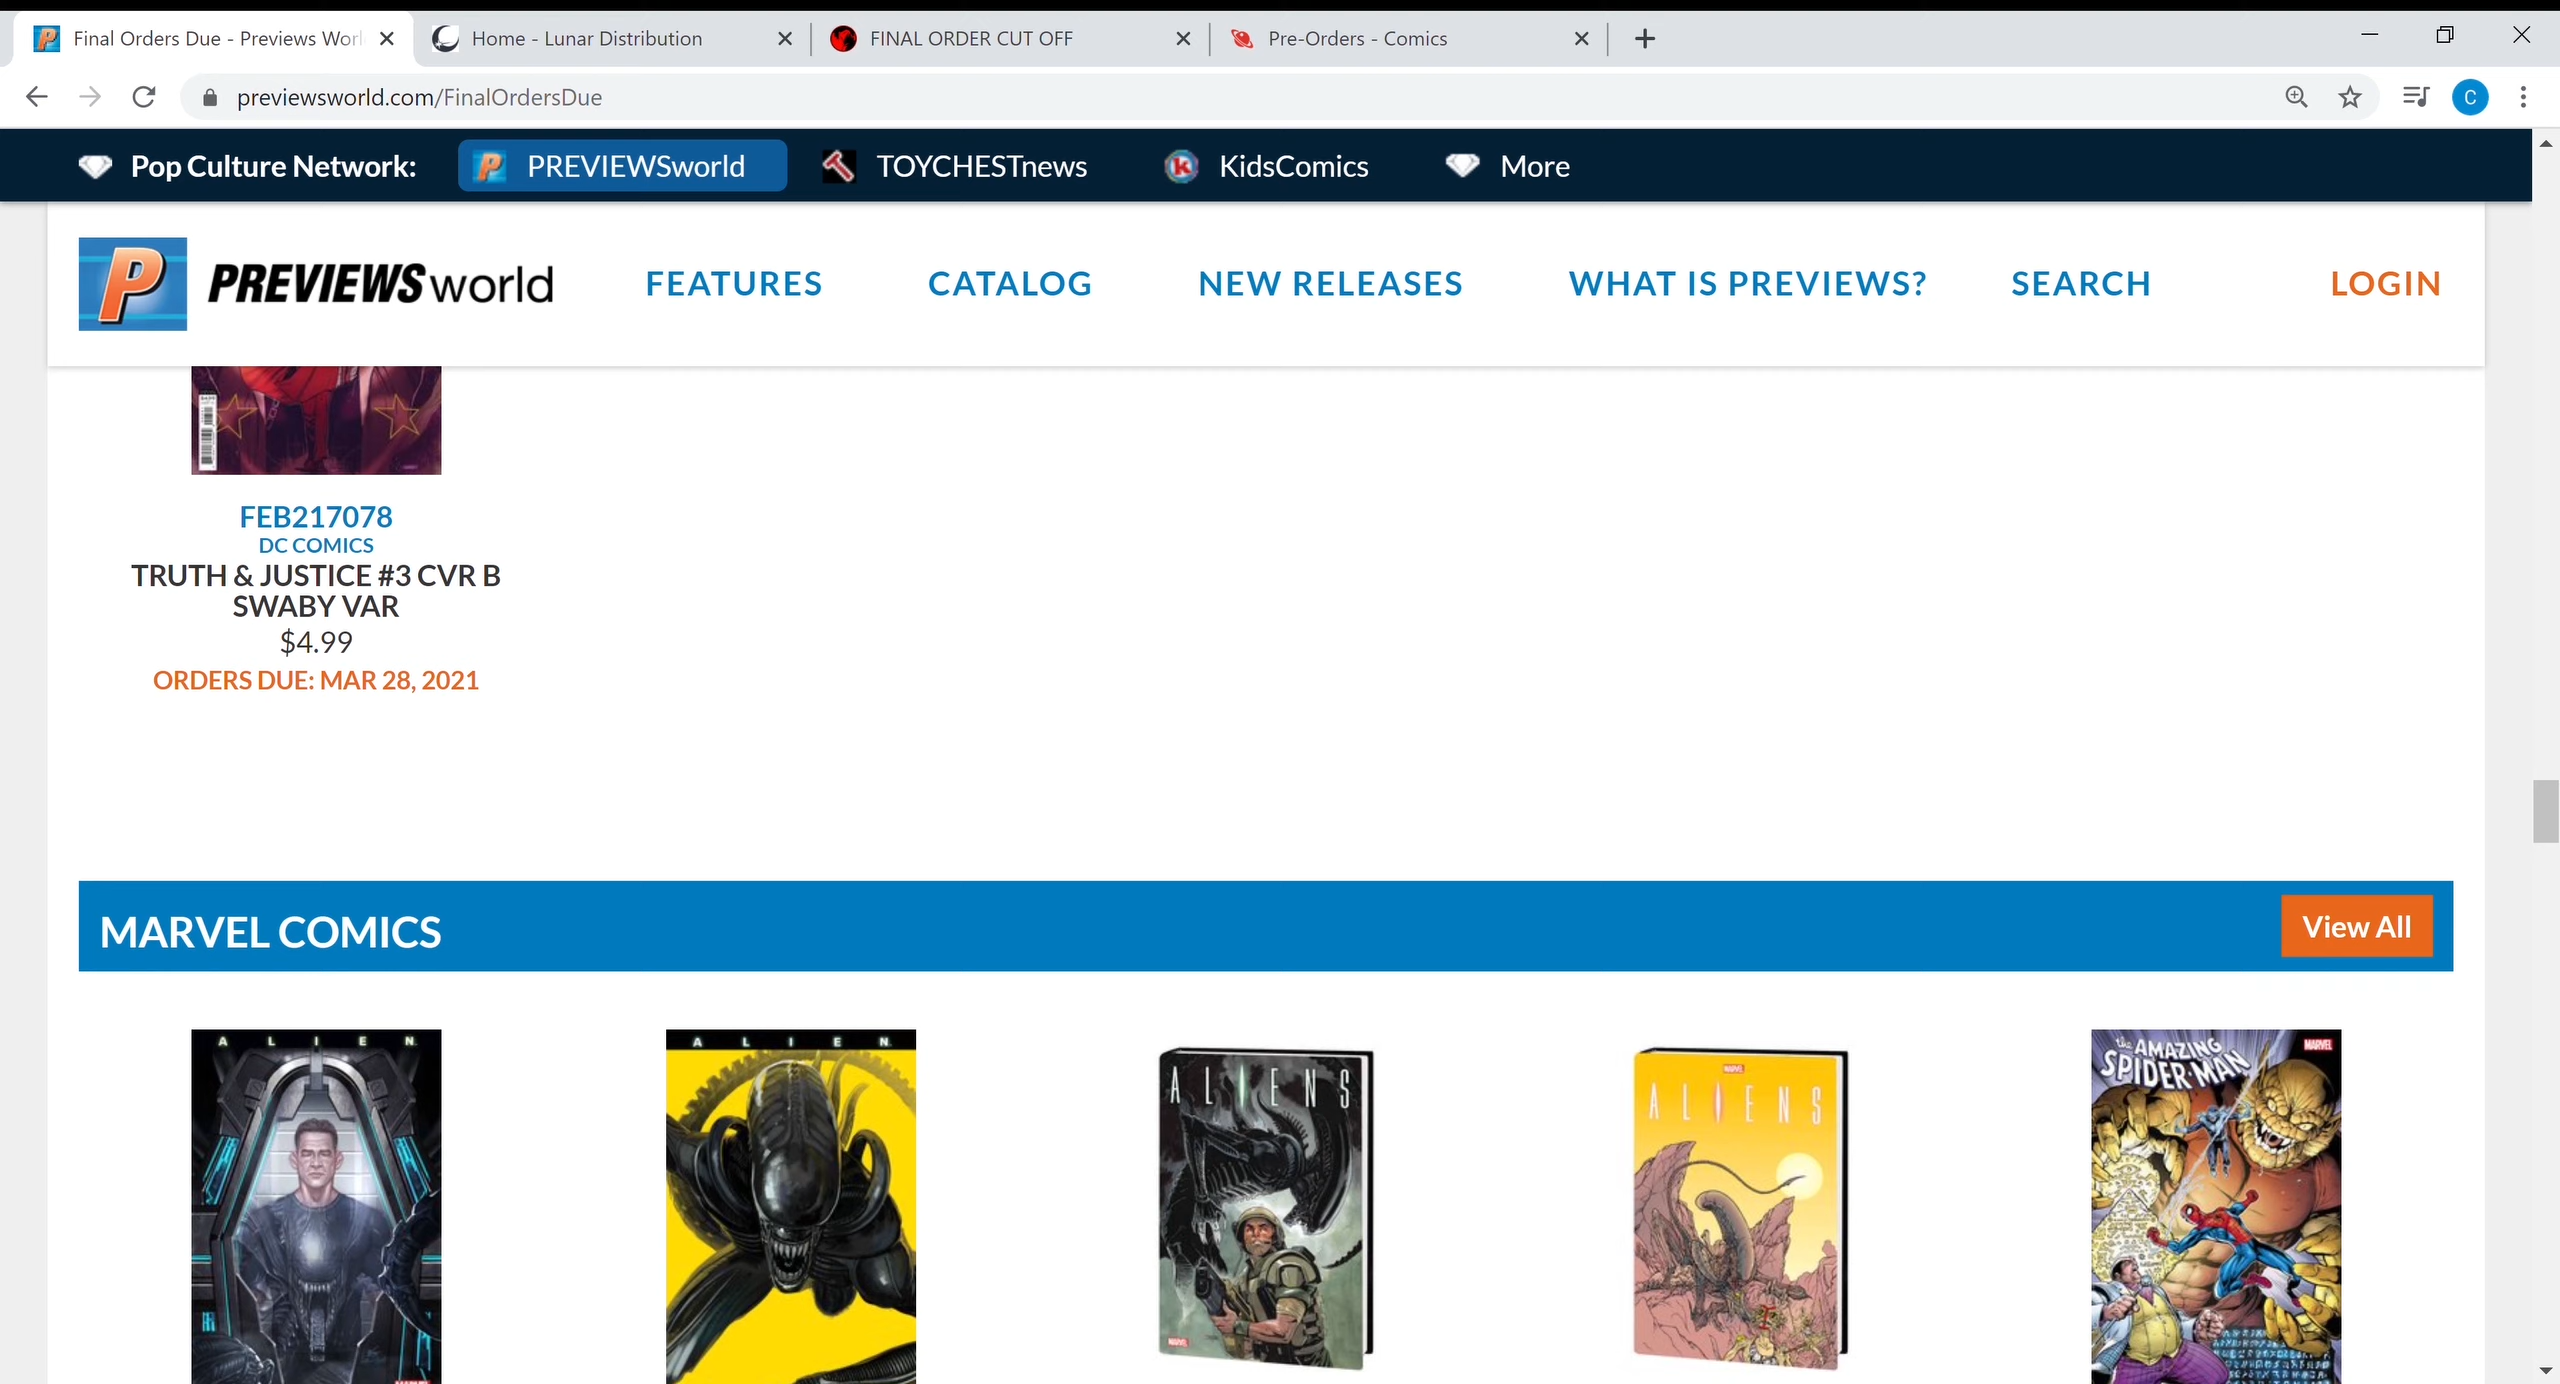 Final Orders Due - Previews Worl
Home - Lunar Distribution
FINAL ORDER CUT OFF
Pre-Orders - Comics
previewsworld.com/FinalOrdersDue
C
Pop Culture Network:
PREVIEWSworld
TOYCHESTnews
KidsComics
More
P PREVIEWSworld
FEATURES
CATALOG
NEW RELEASES
WHAT IS PREVIEWS?
SEARCH
LOGIN
FEB217078
DC COMICS
TRUTH & JUSTICE #3 CVR B
SWABY VAR
$4.99
ORDERS DUE: MAR 28, 2021
MARVEL COMICS
View All
ALIEN
ALIEN
ALIENS
MARVEL
MARVEL
ALIENS
the AMAZING
SPIDER-MAN
MARVEL